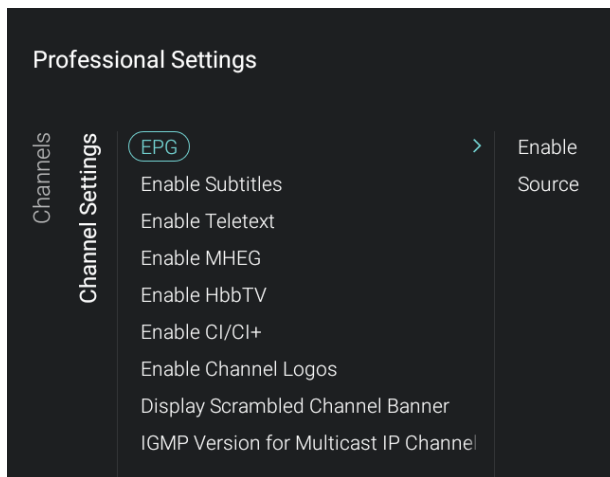 Professional Settings
Channels
Channel Settings
EPG
Enable Subtitles
Enable Teletext
Enable MHEG
Enable HbbTV
Enable CI/CI+
Enable Channel Logos
Display Scrambled Channel Banner
IGMP Version for Multicast IP Channel
Enable
Source